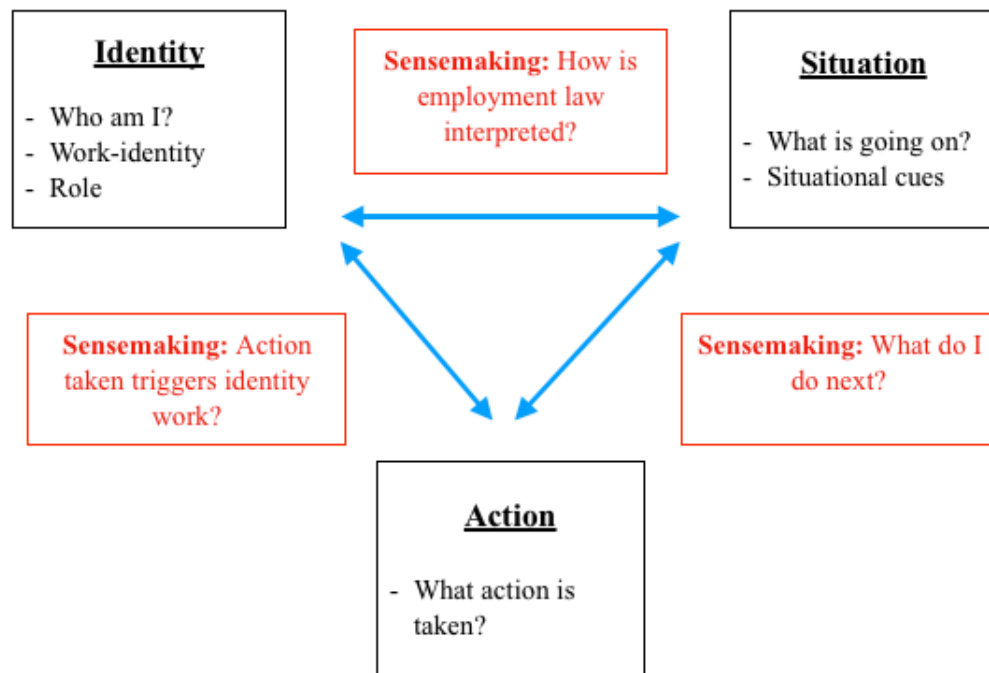 Identity
- Who am I?
- Work-identity
- Role
Sensemaking: How is
employment law
interpreted?
Situation
- What is going on?
- Situational cues
Sensemaking: Action
taken triggers identity
work?
Sensemaking: What do I
do next?
Action
- What action is
taken?